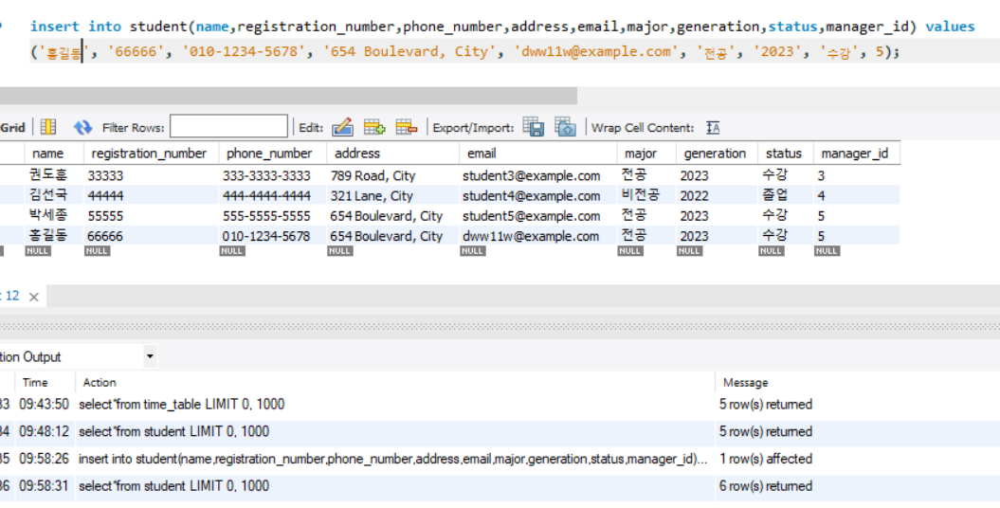 insert into student(name,registration_number,phone_number,address,email,major,generation,status,manager_id) values
('홍길동', '66666', '010-1234-5678', '654 Boulevard, City', 'dww11w@example.com', '전공', '2023', '수강', 5);
Grid Filter Rows: Edit: Export/Import: Wrap Cell Content:
name registration_number phone_number address email major generation status manager_id
권도훈 33333 333-3333-3333 789 Road, City student3@example.com 전공 2023 수강 3
김선국 44444 444-4444-4444 321 Lane, City student4@example.com 비전공 2022 졸업 4
박세종 55555 555-5555-5555 654 Boulevard, City student5@example.com 전공 2023 수강 5
홍길동 66666 010-1234-5678 654 Boulevard, City dww11w@example.com 전공 2023 수강 5
NULL NULL NULL NULL NULL NULL NULL NULL NULL
12
tion Output
Time Action Message
33 09:43:50 select*from time_table LIMIT 0, 1000 5 row(s) returned
34 09:48:12 select*from student LIMIT 0, 1000 5 row(s) returned
35 09:58:26 insert into student(name,registration_number,phone_number,address,email,major,generation,status,manager_id)... 1 row(s) affected
36 09:58:31 select*from student LIMIT 0, 1000 6 row(s) returned